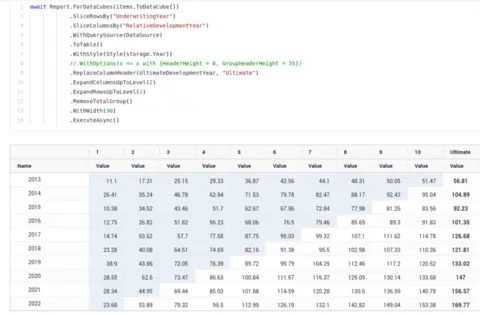 2 await Report.ForDataCubes(items.ToDataCube())
3 .SliceRowsBy("UnderwritingYear")
4 .SliceColumnsBy("RelativeDevelopmentYear")
5 .WithQuerySource(DataSource)
6 .ToTable()
7 .WithStyle(Style(storage.Year))
8 //.WithOptions(x => x with {HeaderHeight = 0, GroupHeaderHeight = 35})
9 .ReplaceColumnHeader(UltimateDevelopmentYear, "Ultimate")
10 .ExpandColumnsUpToLevel(2)
11 .ExpandRowsUpToLevel(2)
12 .RemoveTotalGroup()
13 .WithWidth(90)
14 .ExecuteAsync()
1 2 3 4 5 6 7 8 9 10 Ultimate
Name Value Value Value Value Value Value Value Value Value Value Value
2013 11.1 17.31 25.15 29.33 36.87 42.56 44.1 48.31 50.05 51.47 56.81
2014 26.41 35.24 46.78 62.94 71.53 79.78 82.47 88.17 92.43 95.04 104.89
2015 10.38 34.52 43.46 51.7 62.67 67.96 72.84 77.98 81.26 83.56 92.23
2016 12.75 26.82 51.82 56.23 68.06 76.5 79.46 85.69 89.3 91.83 101.35
2017 14.74 53.62 57.7 77.58 87.75 95.03 99.32 107.1 111.62 114.78 126.68
2018 23.28 40.08 64.51 74.69 82.16 91.38 95.5 102.98 107.33 110.36 121.81
2019 38.9 43.86 72.05 76.39 89.72 99.79 104.29 112.46 117.2 120.52 133.02
2020 28.55 62.6 73.47 86.63 100.84 111.57 116.37 125.09 130.14 133.68 147
2021 28.34 44.95 69.44 85.03 101.88 114.59 120.28 130.6 136.59 140.78 156.57
2022 23.68 53.89 79.32 95.5 112.99 126.19 132.1 142.82 149.04 153.38 169.77